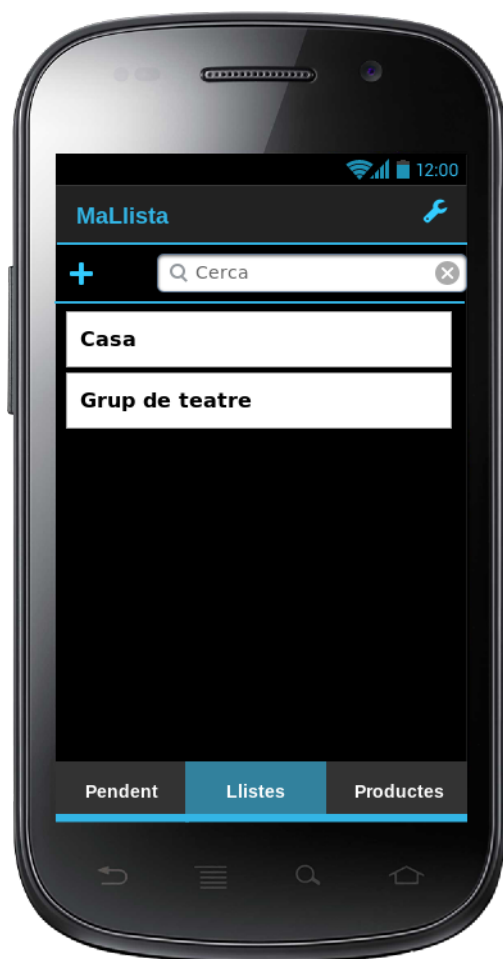 12:00
MaLlista
Cerca
Casa
Grup de teatre
Pendent Llistes Productes